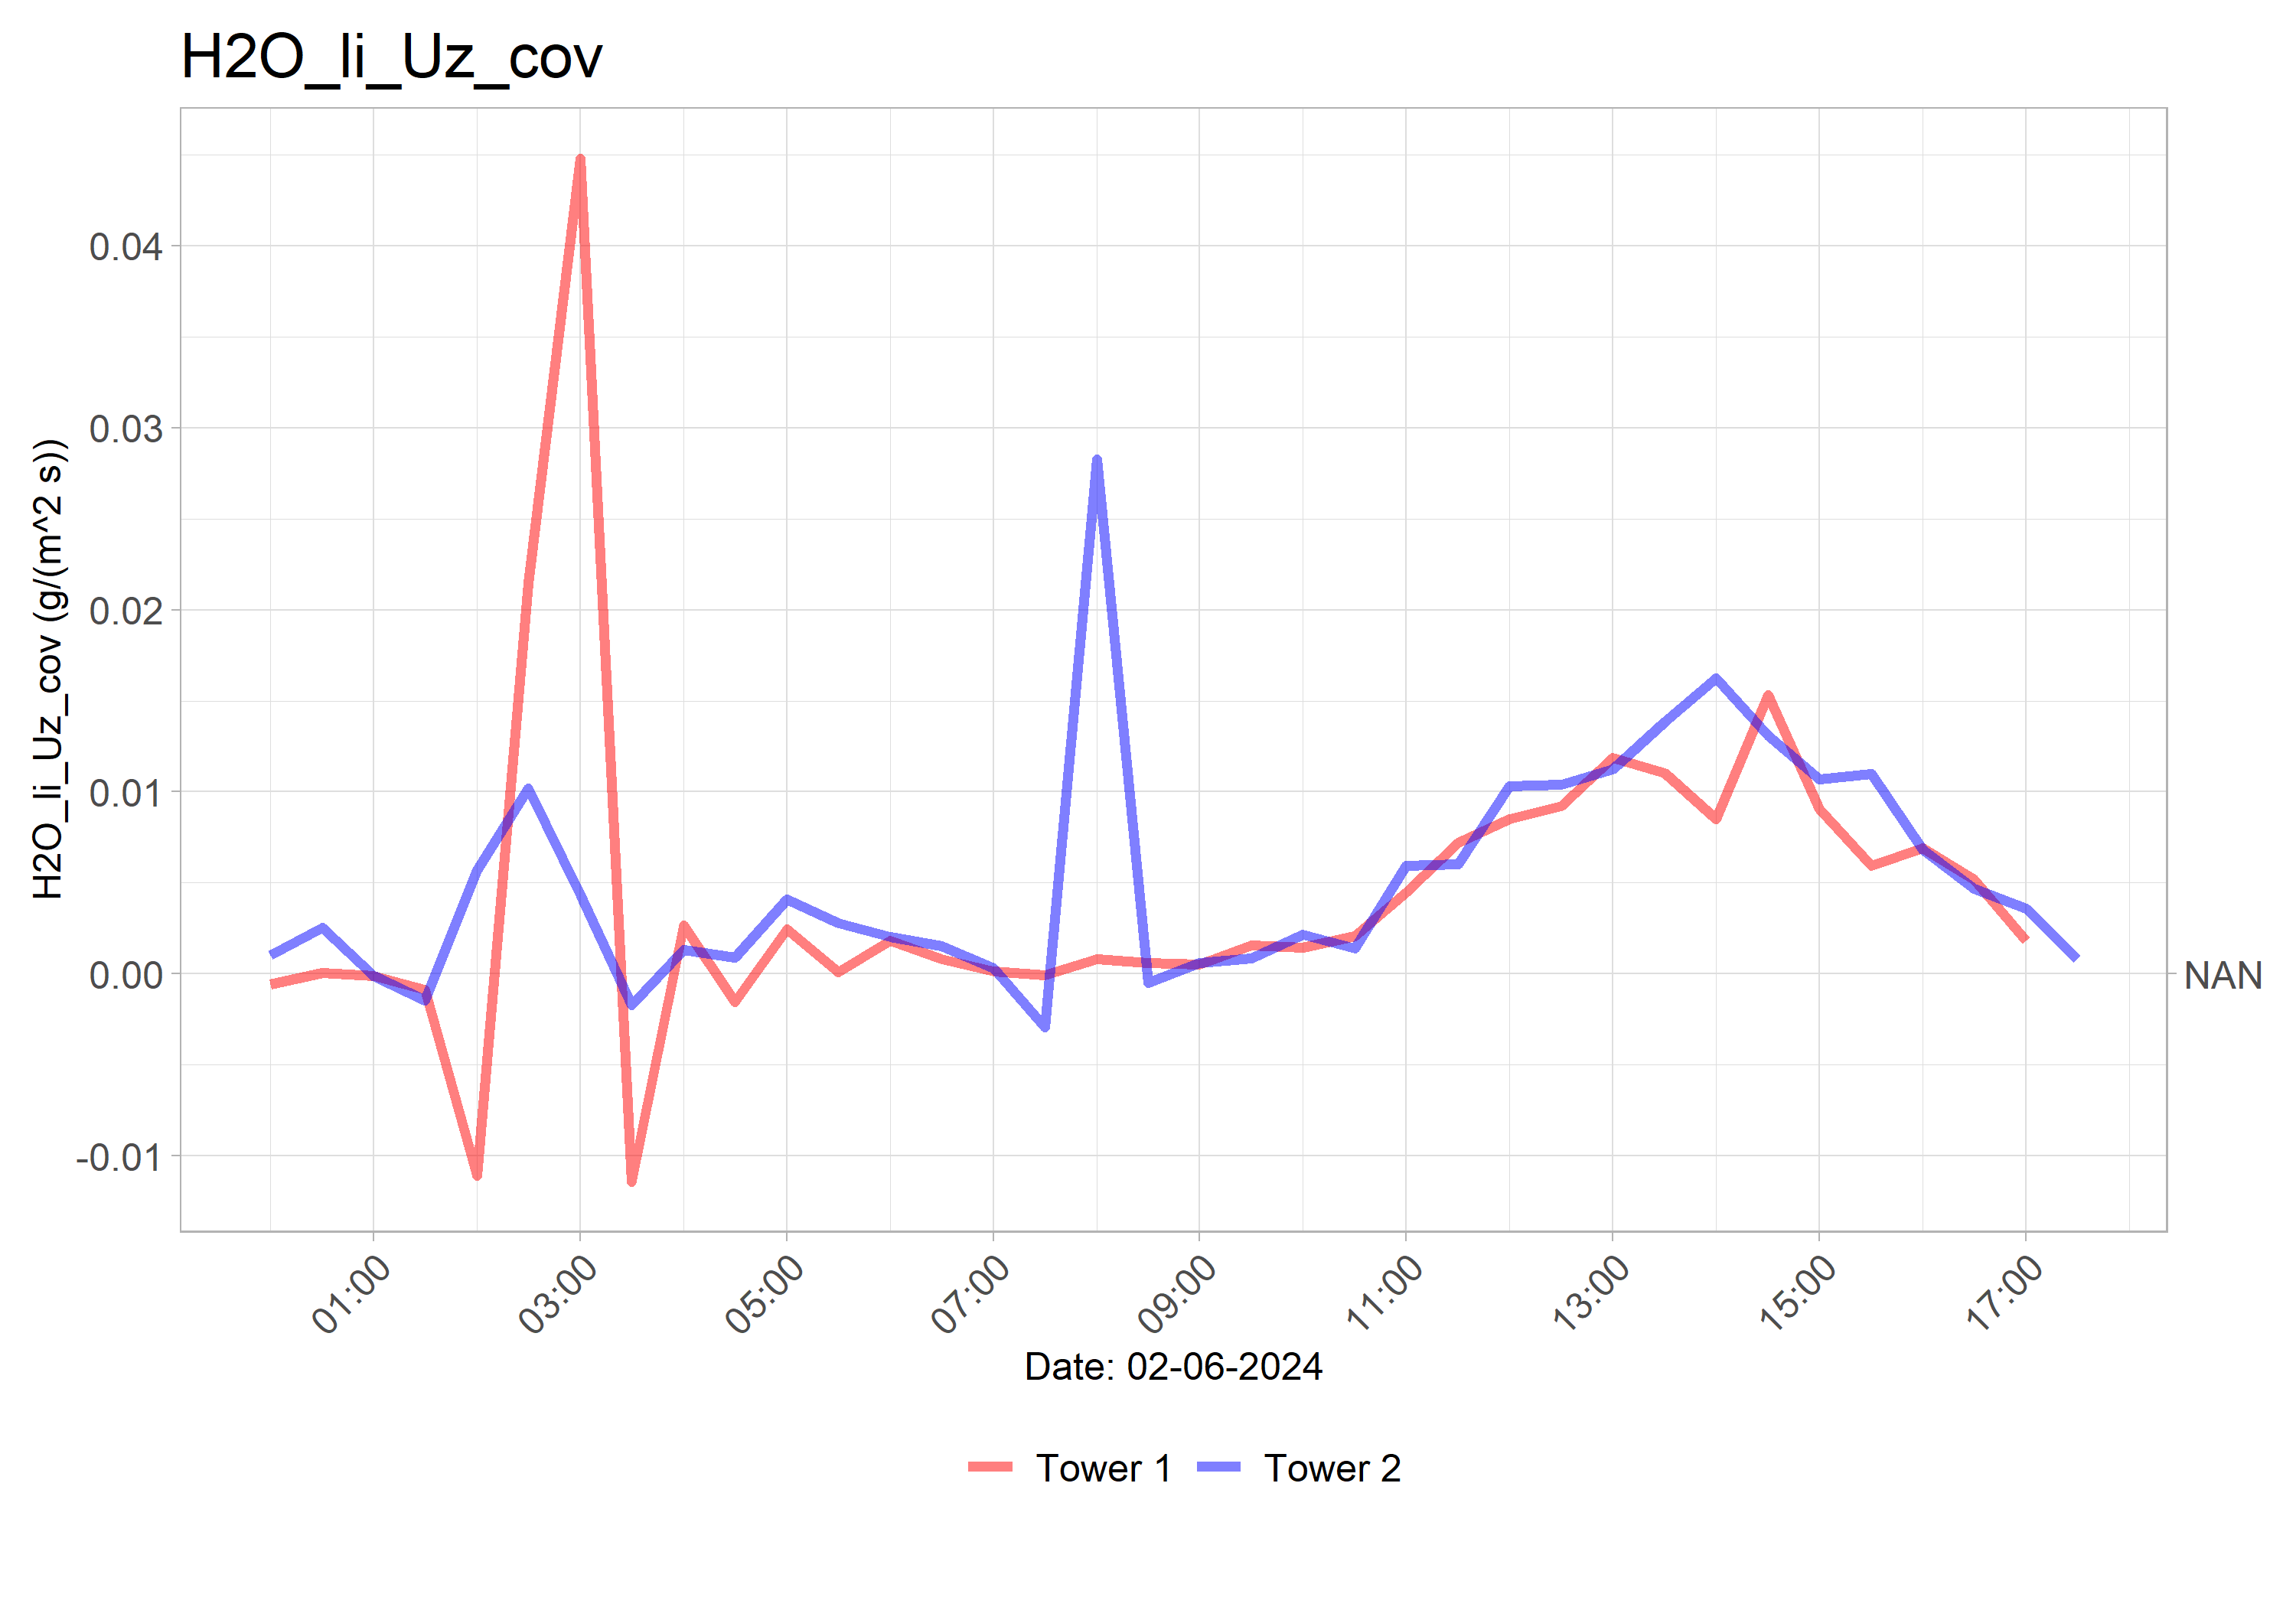 H2O_li_Uz_cov
H2O_li_Uz_cov (g/(m^2 s))
0.04
0.03
0.02
0.01
0.00
-0.01
NAN
01:00
03:00
05:00
07:00
09:00
11:00
13:00
15:00
17:00
Date: 02-06-2024
Tower 1
Tower 2